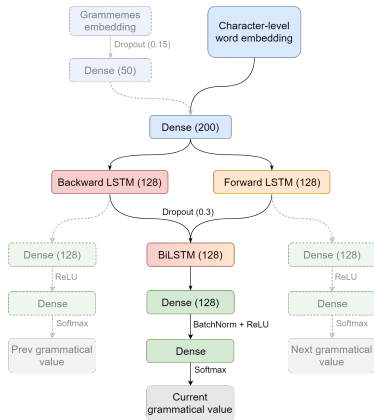 Grammemes
embedding
Character-level
word embedding
Dropout (0.15)
Dense (50)
Dense (200)
Backward LSTM (128)
Forward LSTM (128)
Dropout (0.3)
Dense (128)
BiLSTM (128)
Dense (128)
ReLU
Dense (128)
ReLU
BatchNorm + ReLU
Dense
Dense
Dense
Softmax
Softmax
Softmax
Prev grammatical
value
Next grammatical
value
Current
grammatical value